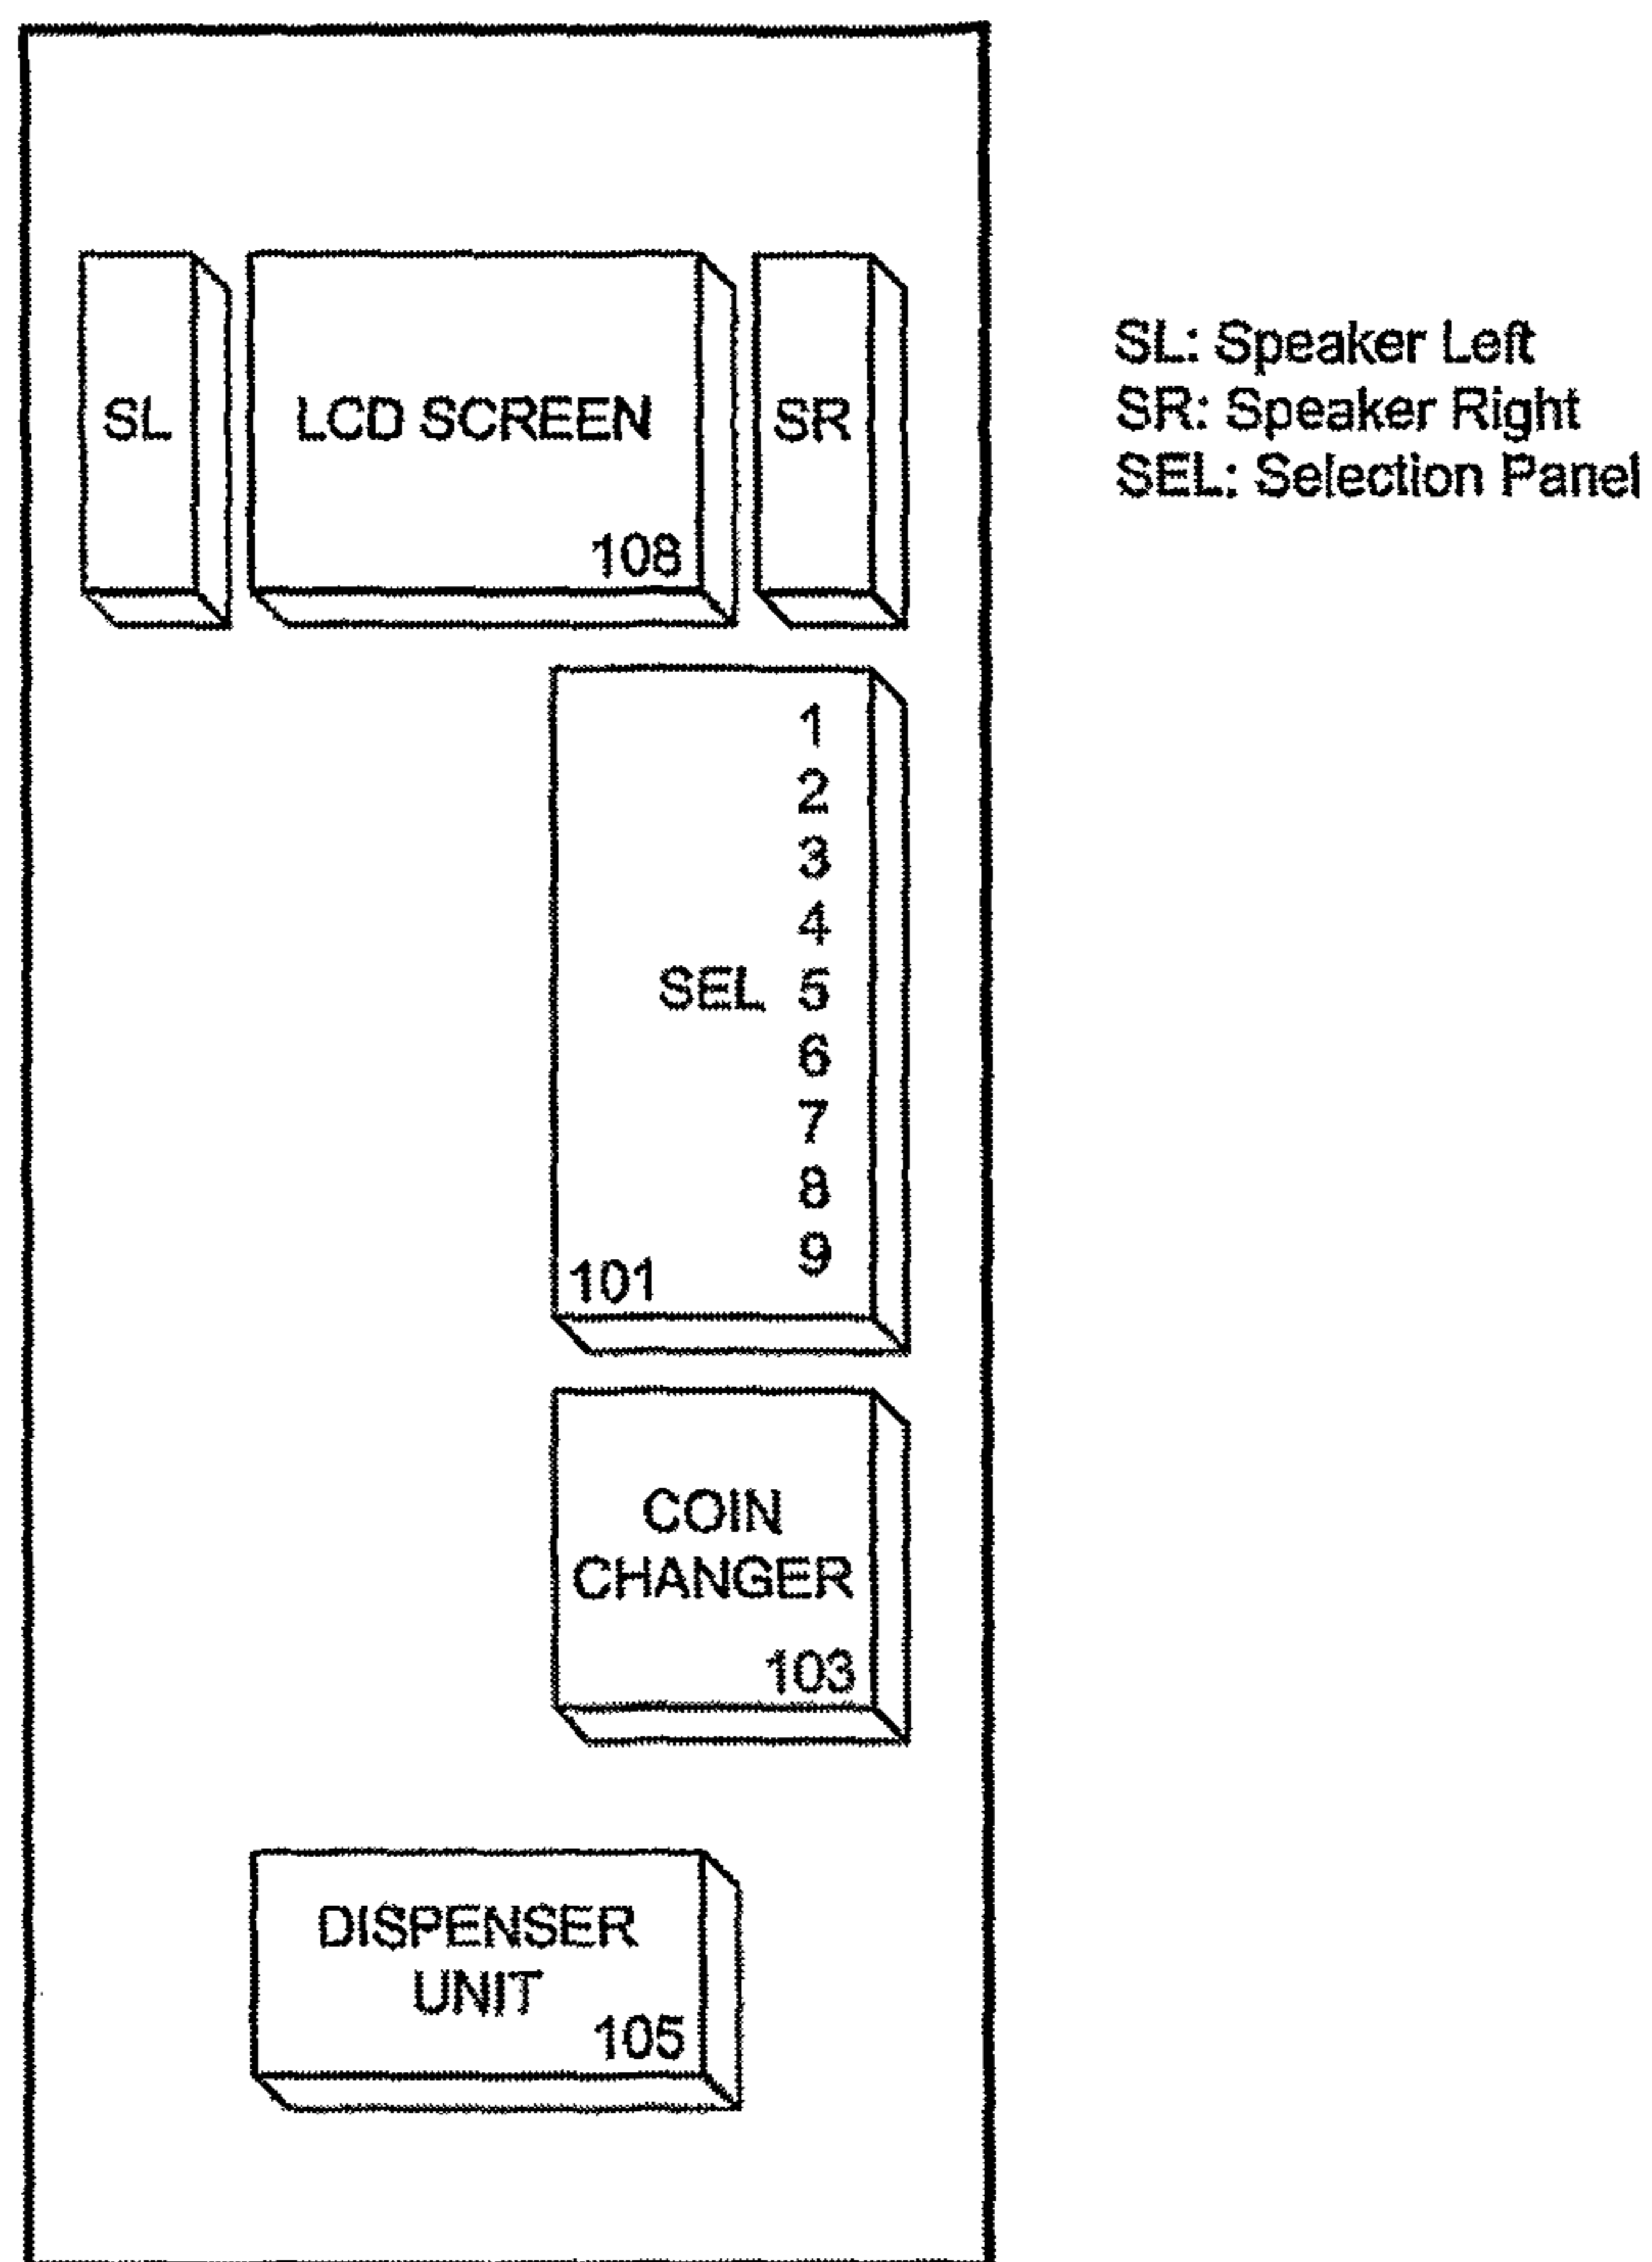 SL
LCD SCREEN
108
SR
SL: Speaker Left
SR: Speaker Right
SEL: Selection Panel
1
2
3
4
SEL 5
6
7
8
9
101
COIN
CHANGER
103
DISPENSER
UNIT
105